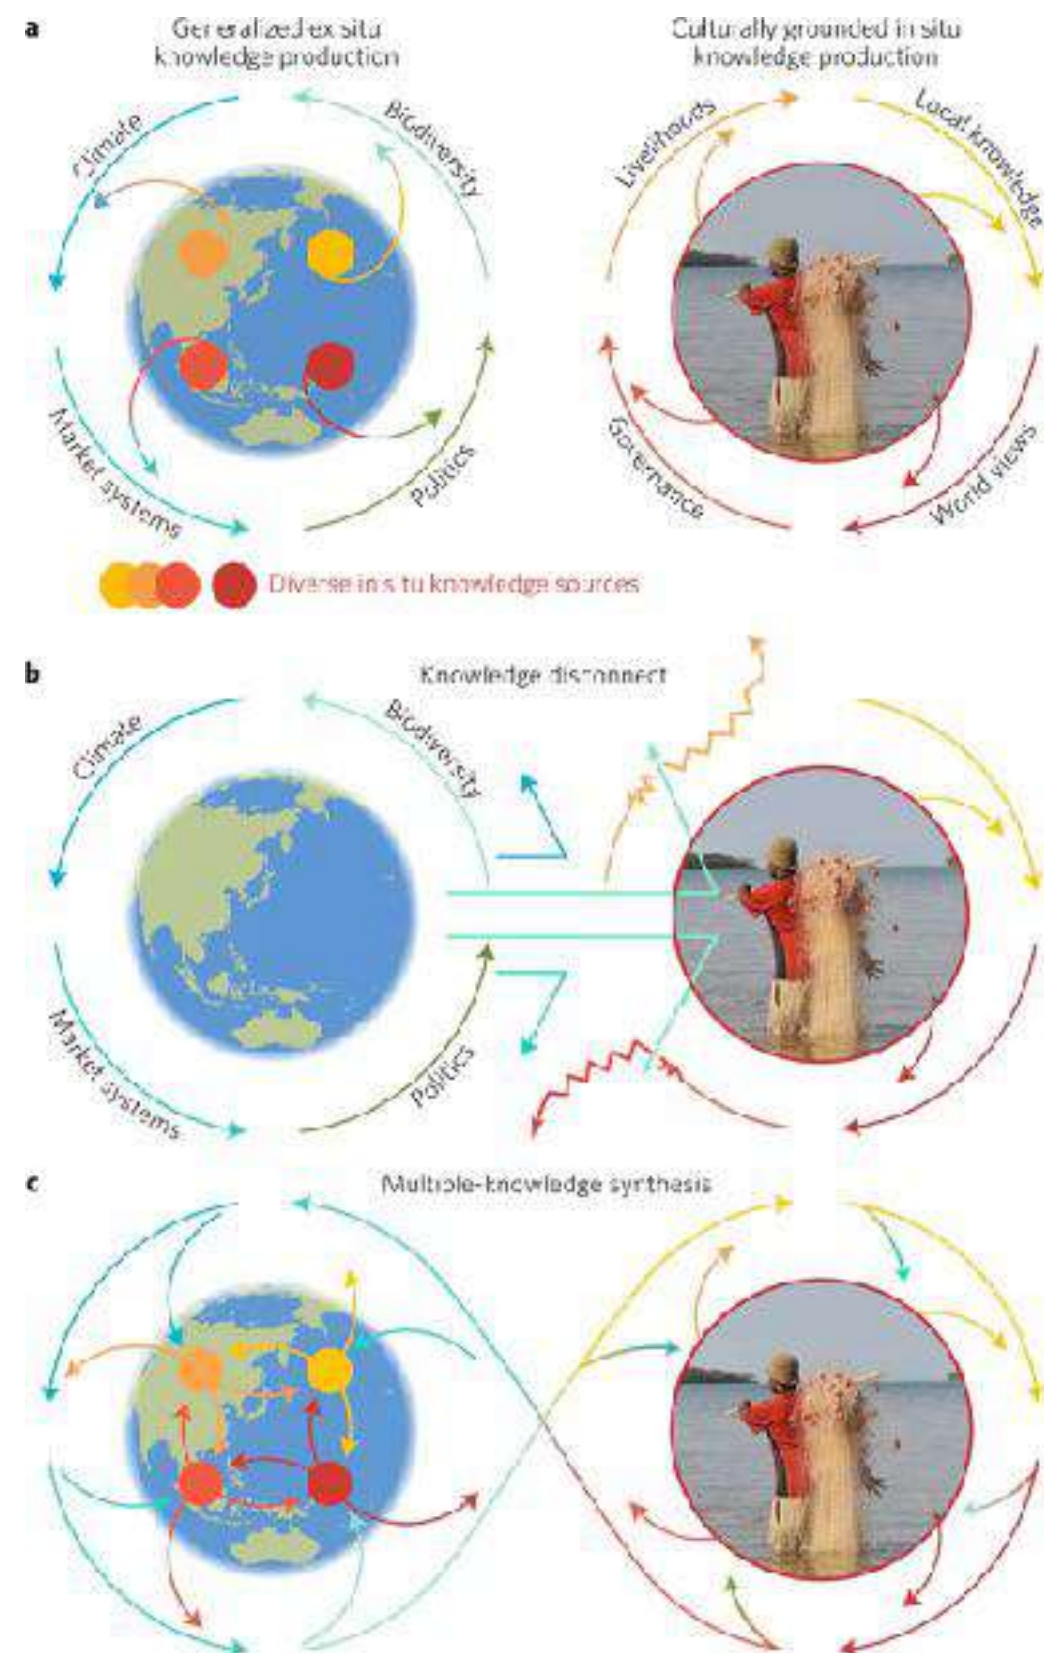 a
Generalized ex situ
knowledge production
Culturally grounded in situ
knowledge production
Climate
Biodiversity
Market systems
Politics
Livelihoods
Local knowledge
Governance
World views
Diverse in situ knowledge sources
b
Knowledge disconnect
Climate
Biodiversity
Market systems
Politics
c
Multiple-knowledge synthesis